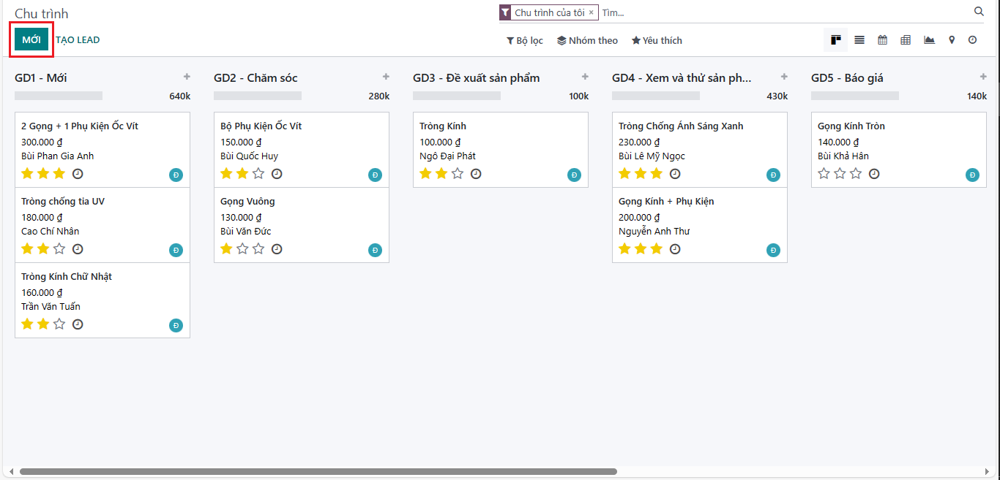 Chu trình
Chu trình của tôi × Tìm...
MỚI TẠO LEAD
Bộ lọc Nhóm theo Yêu thích
GD1 - Mới
640k
2 Gọng + 1 Phụ Kiện Ốc Vít
300.000 ₫
Bùi Phan Gia Anh
Đ
Tròng chống tia UV
180.000 ₫
Cao Chí Nhân
Đ
Tròng Kính Chữ Nhật
160.000 ₫
Trần Văn Tuấn
Đ
GD2 - Chăm sóc
280k
Bộ Phụ Kiện Ốc Vít
150.000 ₫
Bùi Quốc Huy
Đ
Gọng Vuông
130.000 ₫
Bùi Văn Đức
Đ
GD3 - Đề xuất sản phẩm
100k
Tròng Kính
100.000 ₫
Ngô Đại Phát
Đ
GD4 - Xem và thử sản ph...
430k
Tròng Chống Ánh Sáng Xanh
230.000 ₫
Bùi Lê Mỹ Ngọc
Đ
Gọng Kính + Phụ Kiện
200.000 ₫
Nguyễn Anh Thư
Đ
GD5 - Báo giá
140k
Gọng Kính Tròn
140.000 ₫
Bùi Khả Hân
Đ